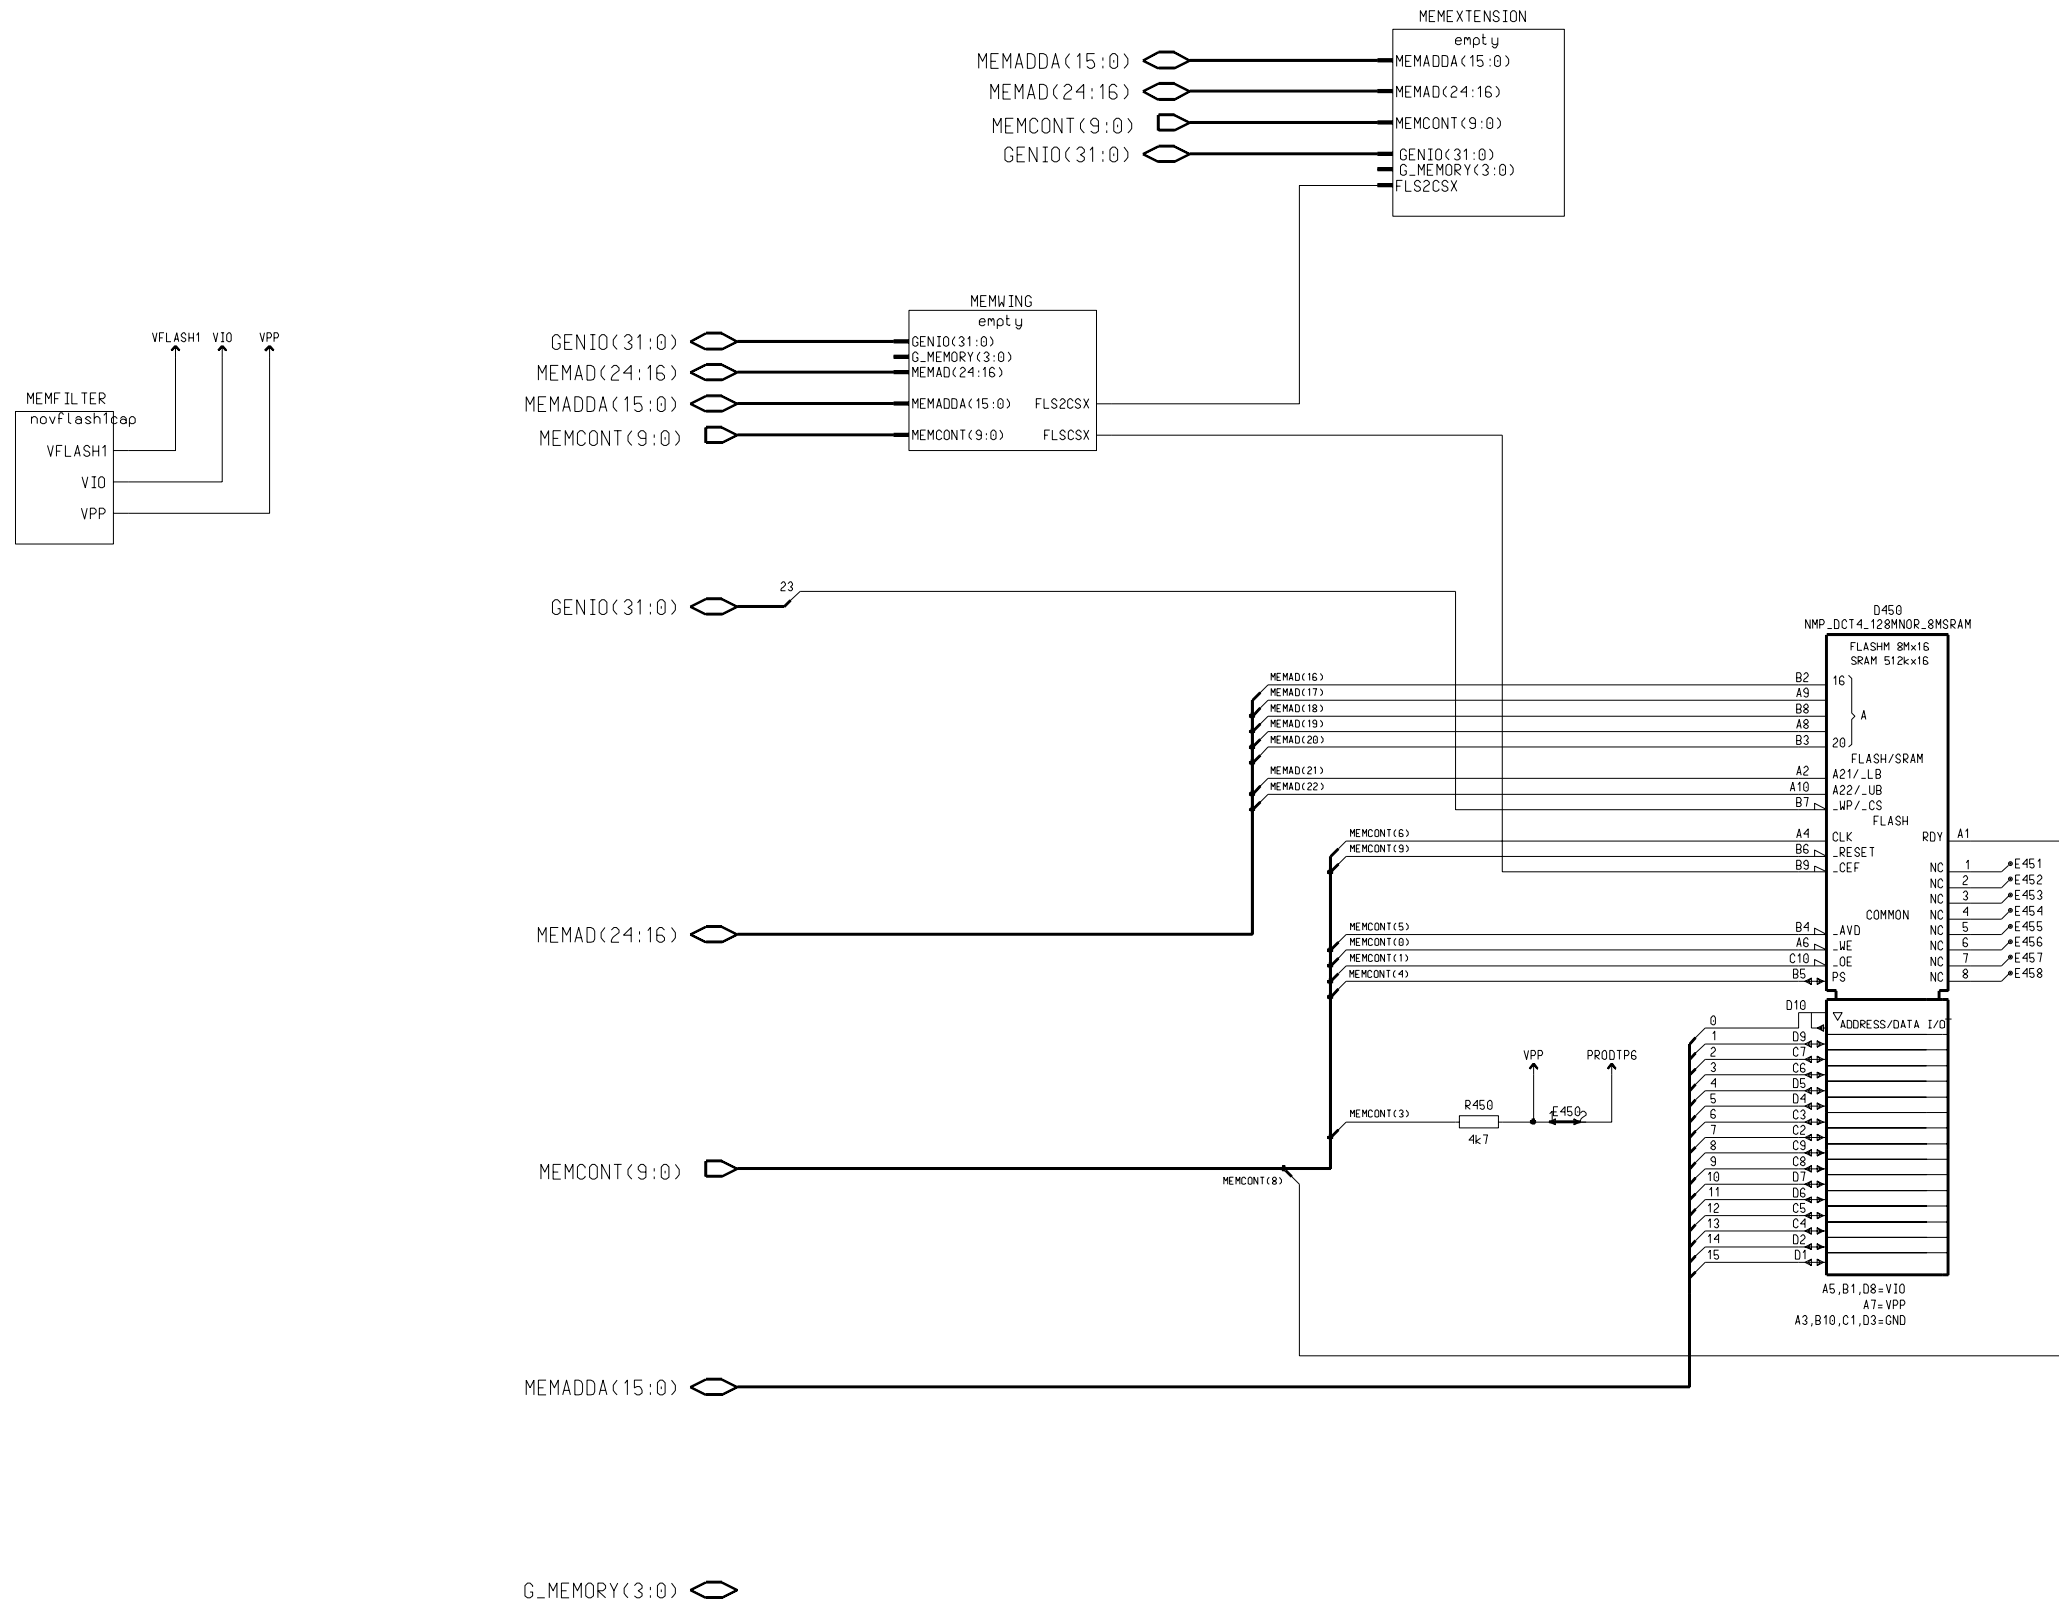 MEMEXTENSION
empty
MEMADDA(15:0)
MEMADDA(15:0)
MEMAD(24:16)
MEMAD(24:16)
MEMCONT(9:0)
MEMCONT(9:0)
GENIO(31:0)
GENIO(31:0)
G_MEMORY(3:0)
FLS2CSX
MEMWING
empty
GENIO(31:0)
GENIO(31:0)
G_MEMORY(3:0)
MEMAD(24:16)
MEMAD(24:16)
MEMADDA(15:0)
MEMADDA(15:0) FLS2CSX
MEMCONT(9:0)
MEMCONT(9:0) FLSCSX
VFLASH1 VIO VPP
MEMFILTER
novflash1cap
VFLASH1
VIO
VPP
GENIO(31:0)
23
D450
NMP_DCT4_128MNOR_8MSRAM
FLASHM 8Mx16
SRAM 512kx16
MEMAD(16) B2 16
MEMAD(17) A9
MEMAD(18) B8 A
MEMAD(19) A8
MEMAD(20) B3 20
FLASH/SRAM
MEMAD(21) A2 A21/_LB
MEMAD(22) A10 A22/_UB
B7 _WP/_CS
FLASH
MEMCONT(6) A4 CLK RDY A1
MEMCONT(9) B6 _RESET
B9 _CEF NC 1 E451
NC 2 E452
NC 3 E453
COMMON NC 4 E454
MEMCONT(5) B4 _AVD NC 5 E455
MEMCONT(0) A6 _WE NC 6 E456
MEMCONT(1) C10 _OE NC 7 E457
MEMCONT(4) B5 PS NC 8 E458
MEMAD(24:16)
0 D10 ADDRESS/DATA I/O
1 D9
2 C7
3 C6
4 D5
5 D4
6 C3
7 C2
8 C9
9 C8
10 D7
11 D6
12 C5
13 C4
14 D2
15 D1
VPP PRODTP6
MEMCONT(3) R450 E450
4k7
1 2
MEMCONT(9:0)
MEMCONT(8)
A5,B1,D8=VIO
A7=VPP
A3,B10,C1,D3=GND
MEMADDA(15:0)
G_MEMORY(3:0)